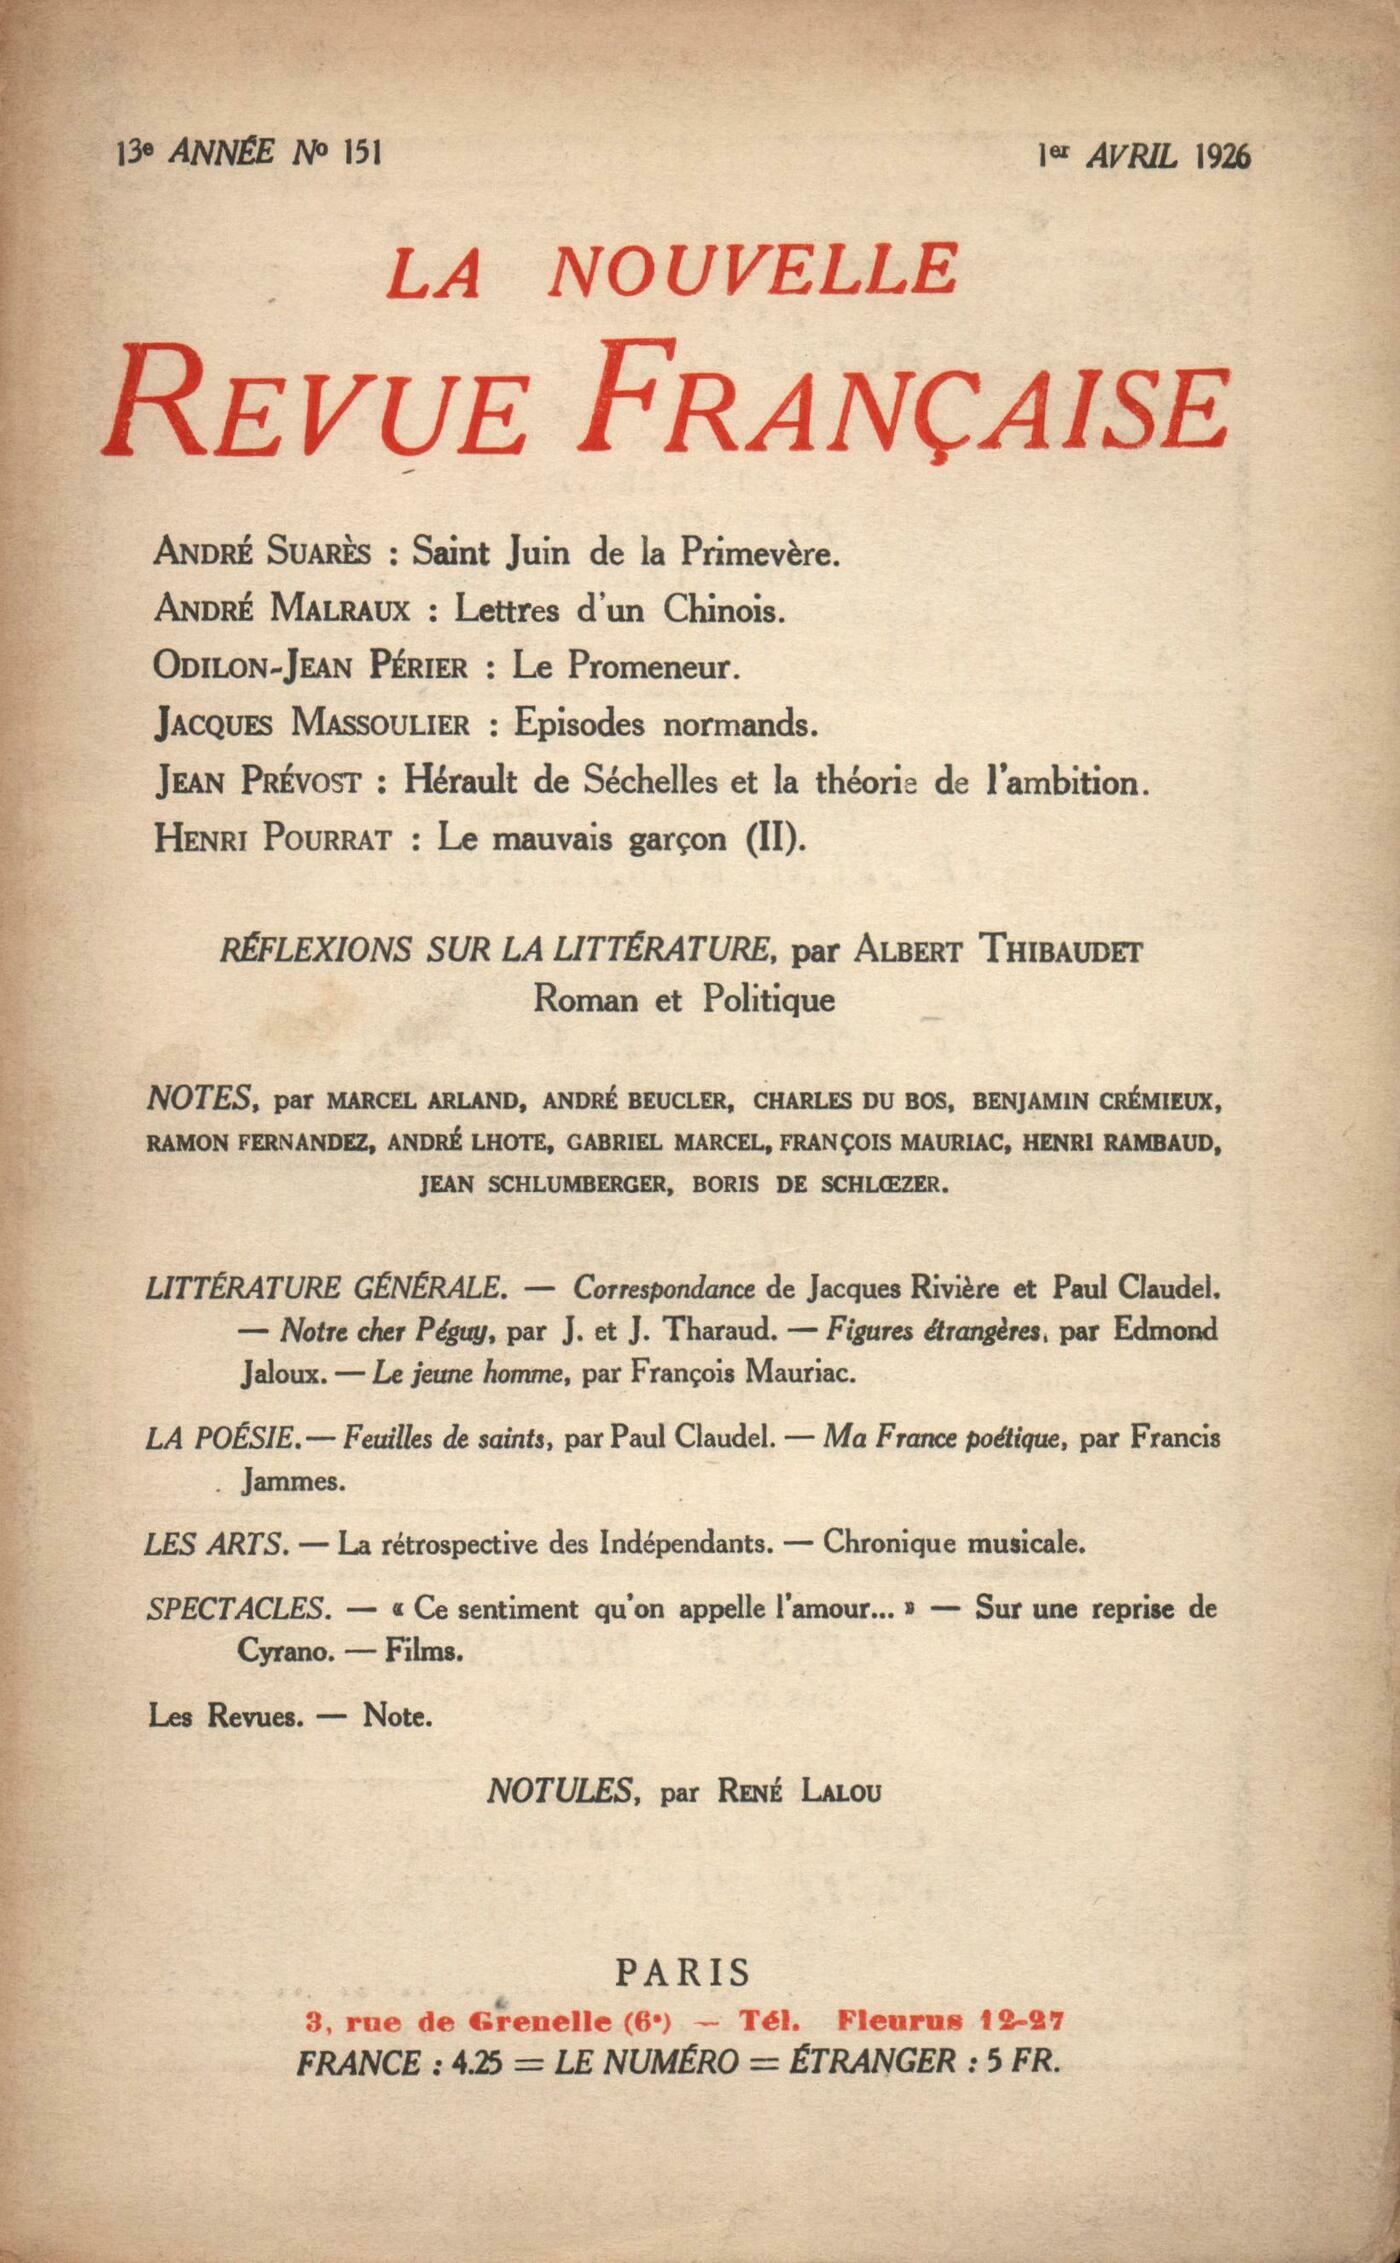 13e ANNÉE No 151
1er AVRIL 1926
LA NOUVELLE
REVUE FRANÇAISE
ANDRÉ SUARÈS : Saint Juin de la Primevère.
ANDRÉ MALRAUX : Lettres d'un Chinois.
ODILON-JEAN PÉRIER : Le Promeneur.
JACQUES MASSOULIER : Episodes normands.
JEAN PRÉVOST : Hérault de Séchelles et la théorie de l'ambition.
HENRI POURRAT : Le mauvais garçon (II).
RÉFLEXIONS SUR LA LITTÉRATURE, par ALBERT THIBAUDET
Roman et Politique
NOTES, par MARCEL ARLAND, ANDRÉ BEUCLER, CHARLES DU BOS, BENJAMIN CRÉMIEUX,
RAMON FERNANDEZ, ANDRÉ LHOTE, GABRIEL MARCEL, FRANÇOIS MAURIAC, HENRI RAMBAUD,
JEAN SCHLUMBERGER, BORIS DE SCHLŒZER.
LITTÉRATURE GÉNÉRALE. — Correspondance de Jacques Rivière et Paul Claudel.
— Notre cher Péguy, par J. et J. Tharaud. — Figures étrangères, par Edmond
Jaloux. — Le jeune homme, par François Mauriac.
LA POÉSIE. — Feuilles de saints, par Paul Claudel. — Ma France poétique, par Francis
Jammes.
LES ARTS. — La rétrospective des Indépendants. — Chronique musicale.
SPECTACLES. — « Ce sentiment qu'on appelle l'amour... » — Sur une reprise de
Cyrano. — Films.
Les Revues. — Note.
NOTULES, par RENÉ LALOU
PARIS
3, rue de Grenelle (6e) — Tél. Fleurus 12-27
FRANCE : 4.25 = LE NUMÉRO = ÉTRANGER : 5 FR.